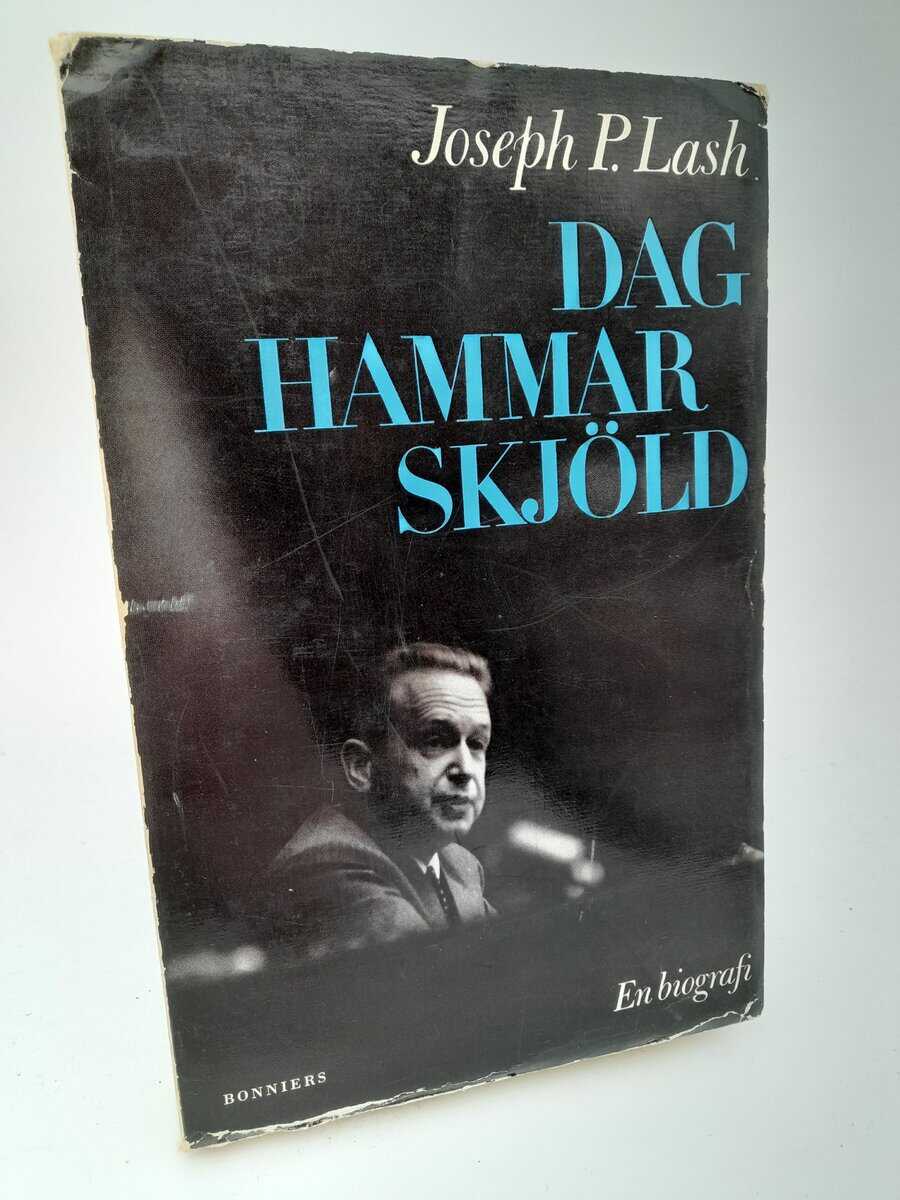 Joseph P. Lash
DAG
HAMMAR
SKJÖLD
En biografi
BONNIERS